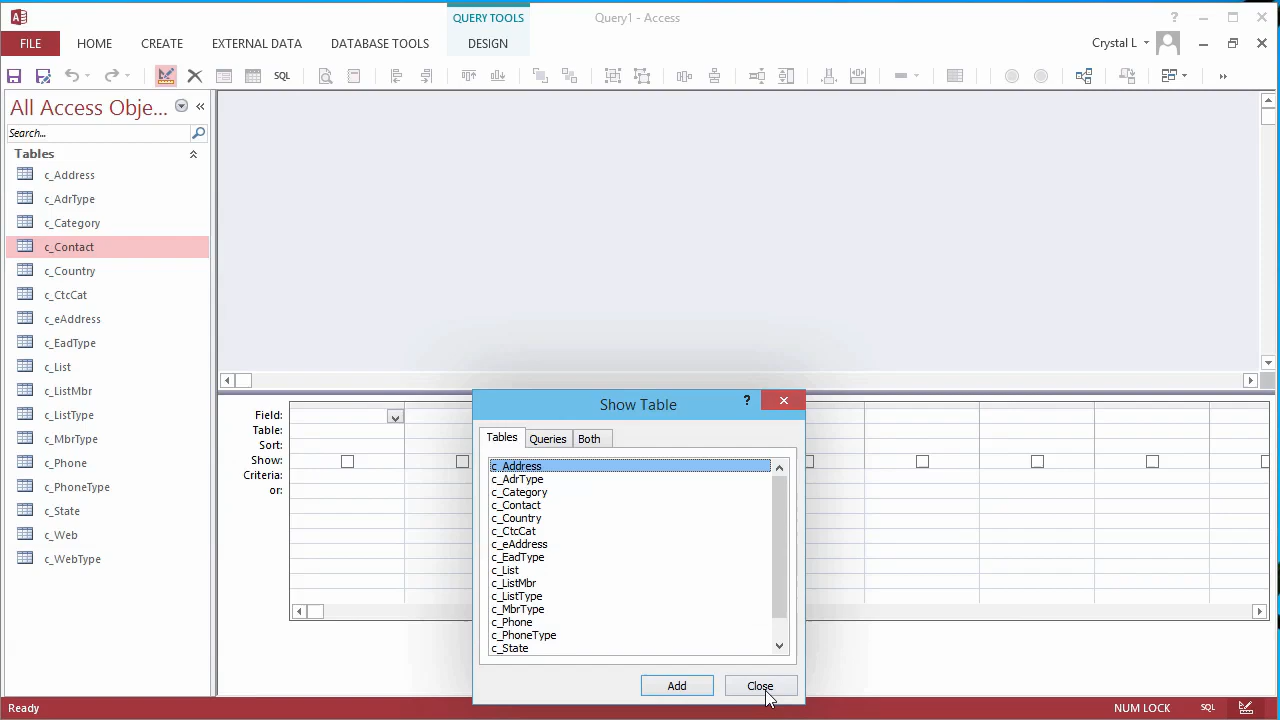 QUERY TOOLS
Query1 - Access
?
FILE
HOME
CREATE
EXTERNAL DATA
DATABASE TOOLS
DESIGN
Crystal L
SQL
All Access Obje...
Search...
Tables
c_Address
c_AdrType
c_Category
c_Contact
c_Country
c_CtcCat
c_eAddress
c_EadType
c_List
c_ListMbr
c_ListType
c_MbrType
c_Phone
c_PhoneType
c_State
c_Web
c_WebType
Field:
Table:
Sort:
Show:
Criteria:
or:
Show Table
?
Tables
Queries
Both
c_Address
c_AdrType
c_Category
c_Contact
c_Country
c_CtcCat
c_eAddress
c_EadType
c_List
c_ListMbr
c_ListType
c_MbrType
c_Phone
c_PhoneType
c_State
Add
Close
Ready
NUM LOCK
SQL